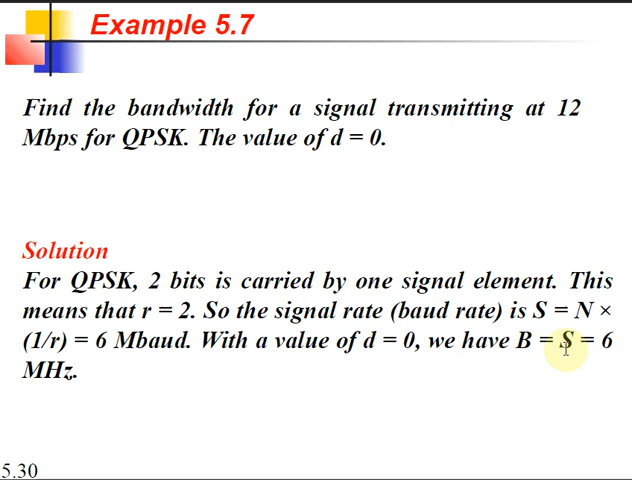 Example 5.7
Find the bandwidth for a signal transmitting at 12
Mbps for QPSK. The value of d = 0.
Solution
For QPSK, 2 bits is carried by one signal element. This
means that r = 2. So the signal rate (baud rate) is S = N ×
(1/r) = 6 Mbaud. With a value of d = 0, we have B = S = 6
MHz.
5.30